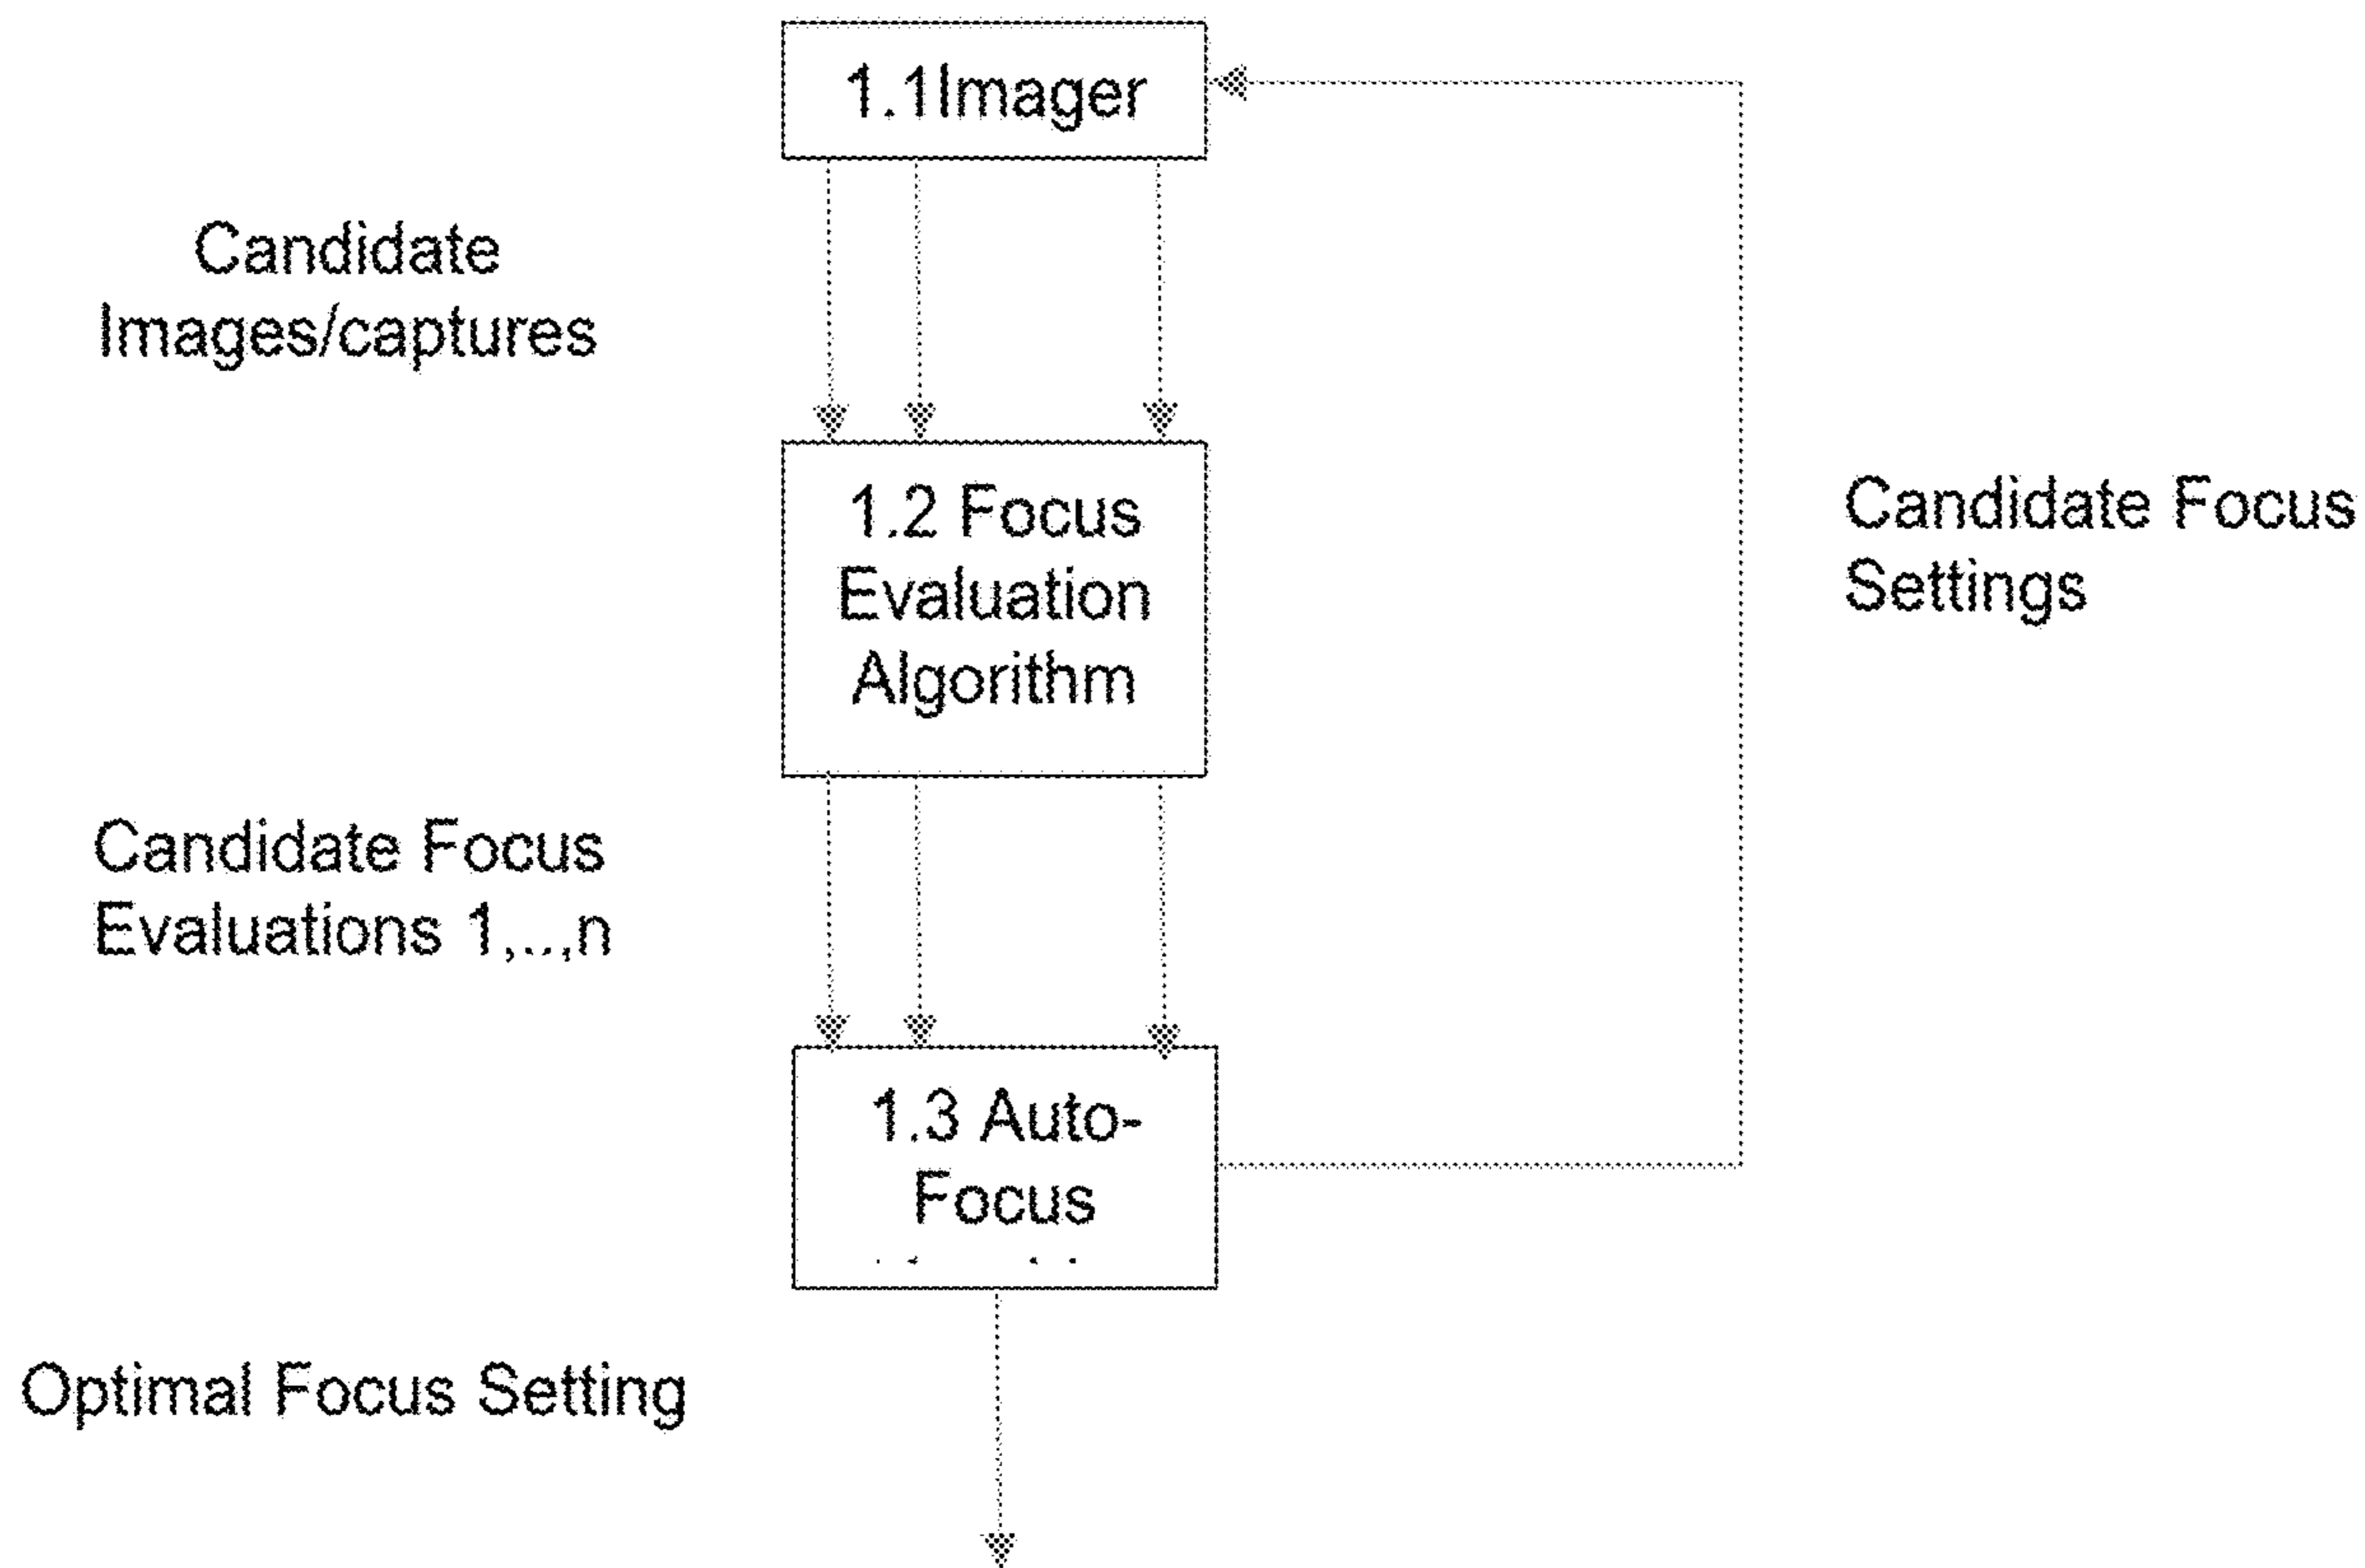 1.1Imager
Candidate
Images/captures
1.2 Focus
Evaluation
Algorithm
Candidate Focus
Settings
Candidate Focus
Evaluations 1,..,n
1.3 Auto-
Focus
Optimal Focus Setting